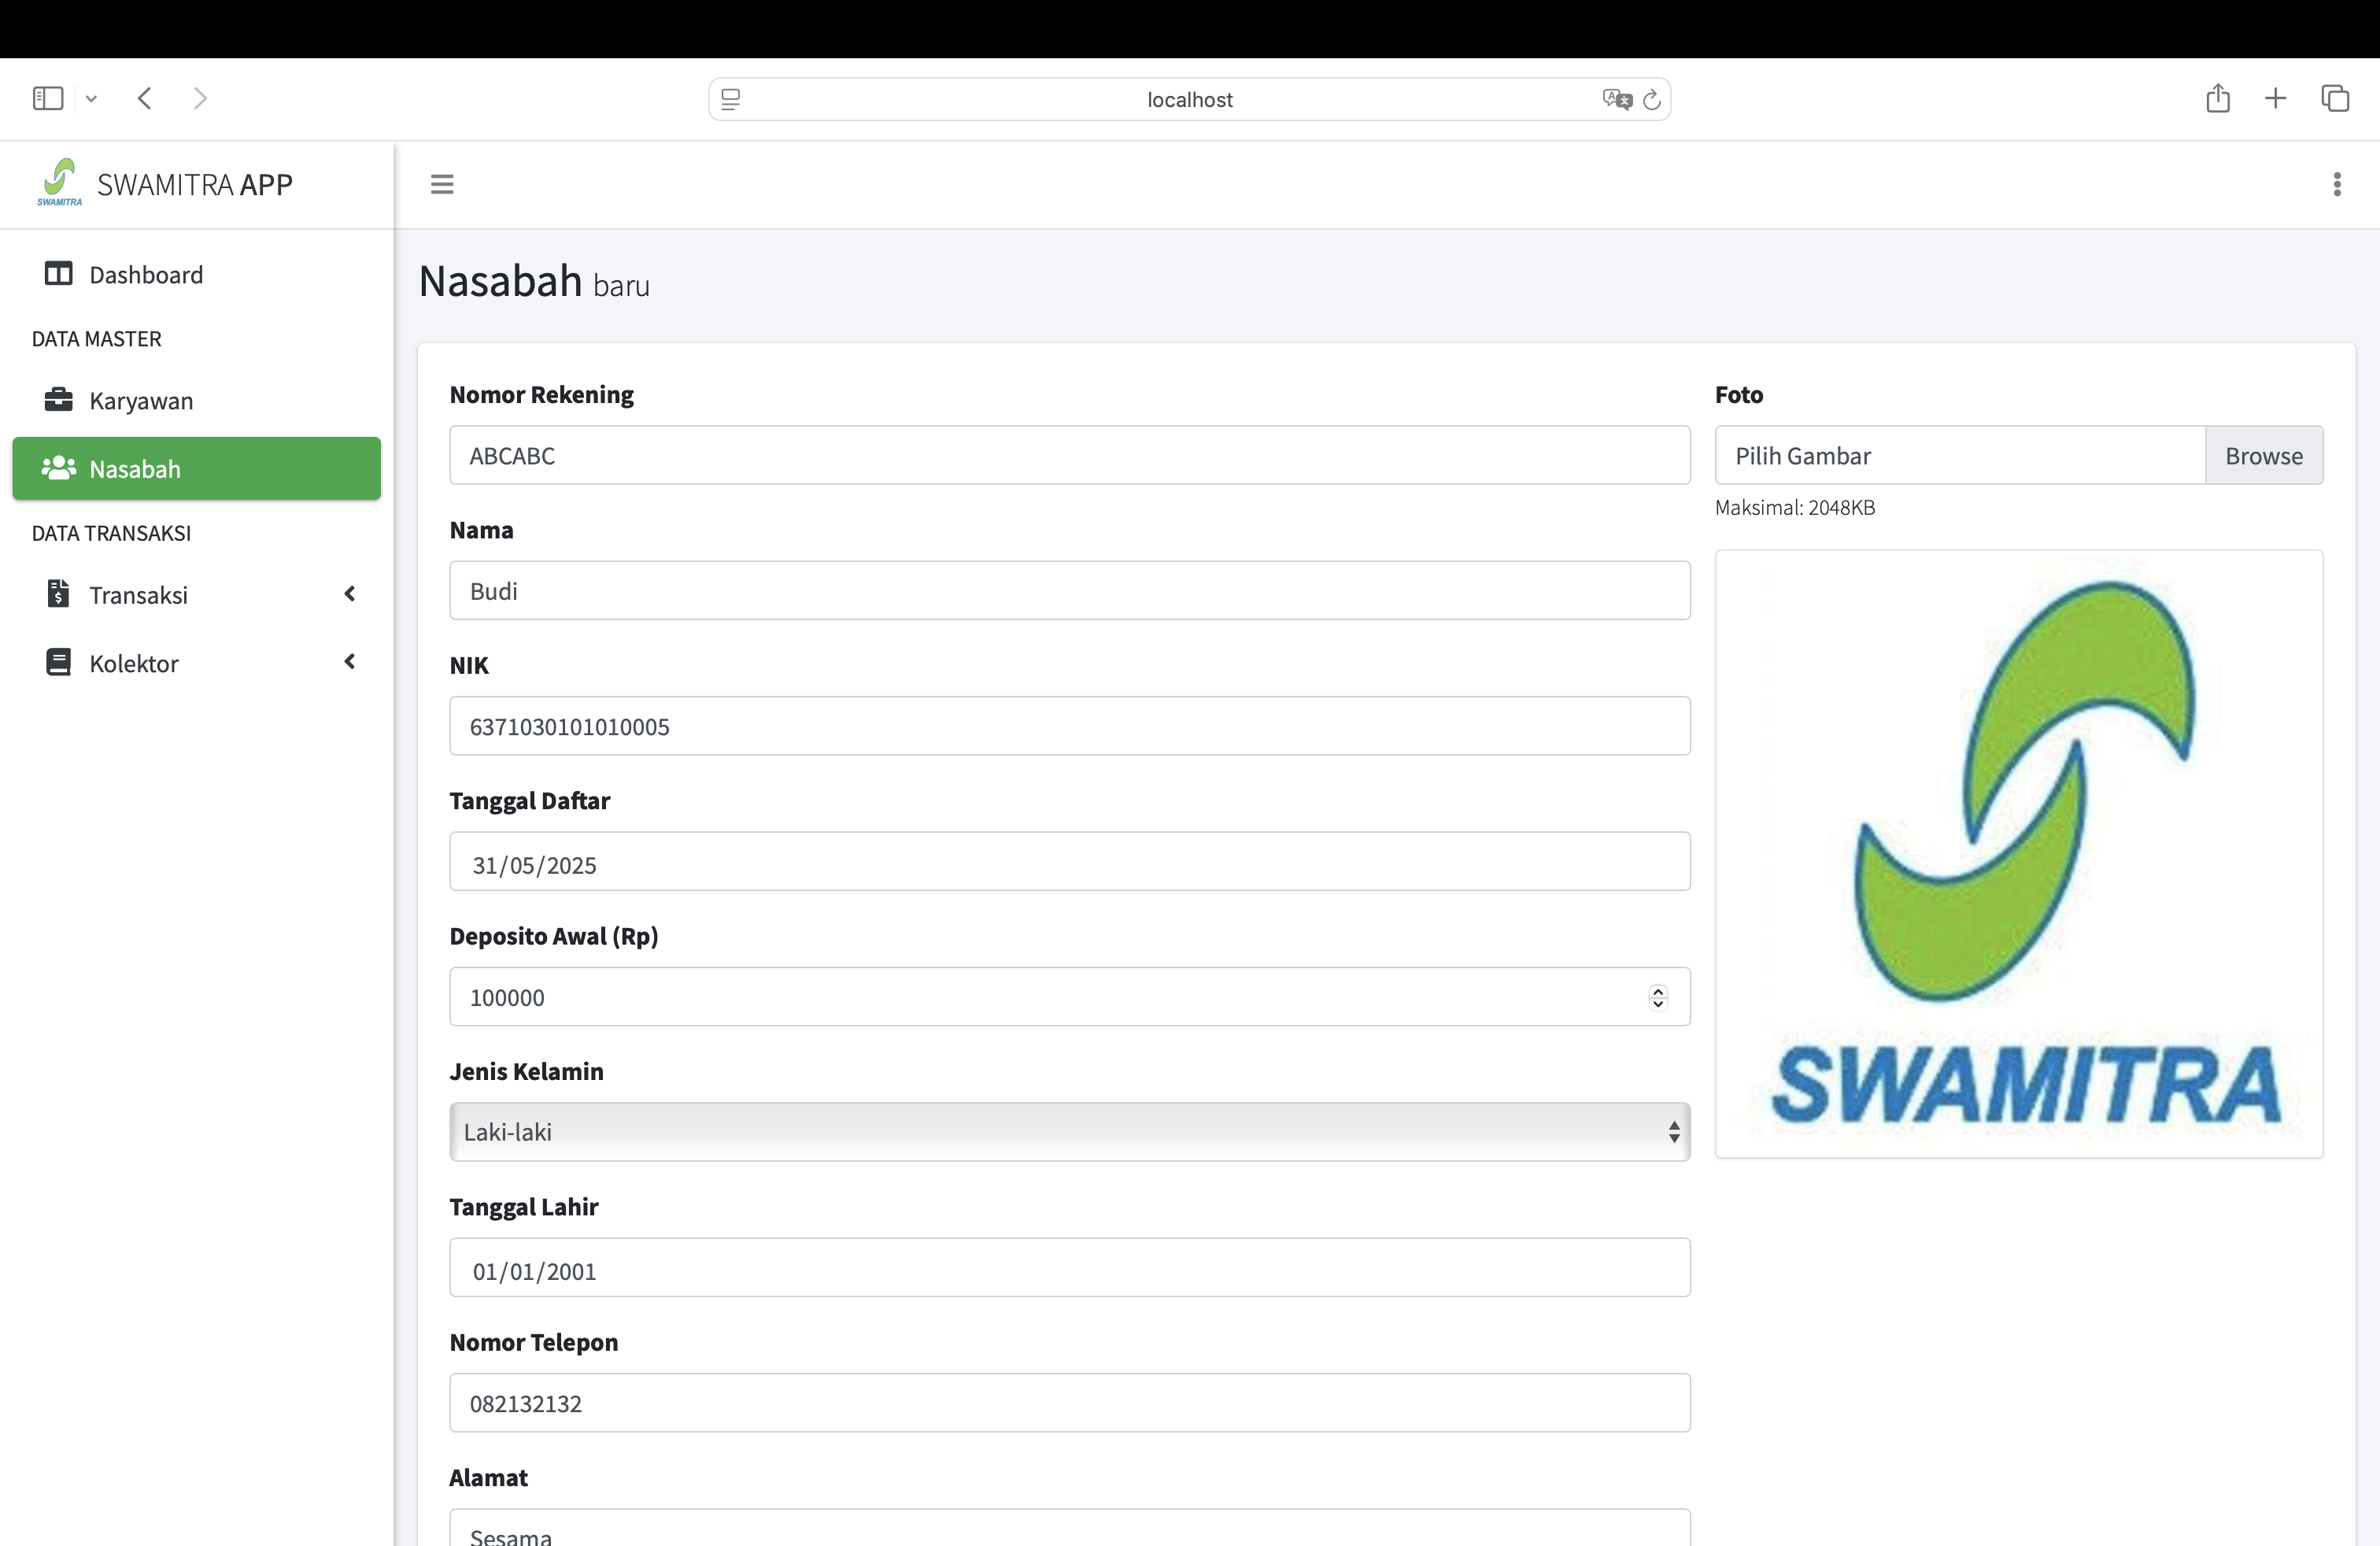 localhost
SWAMITRA
SWAMITRA APP
Dashboard
DATA MASTER
Karyawan
Nasabah
DATA TRANSAKSI
Transaksi
Kolektor
Nasabah baru
Nomor Rekening
ABCABC
Nama
Budi
NIK
6371030101010005
Tanggal Daftar
31/05/2025
Deposito Awal (Rp)
100000
Jenis Kelamin
Laki-laki
Tanggal Lahir
01/01/2001
Nomor Telepon
082132132
Alamat
Sesama
Foto
Pilih Gambar Browse
Maksimal: 2048KB
SWAMITRA